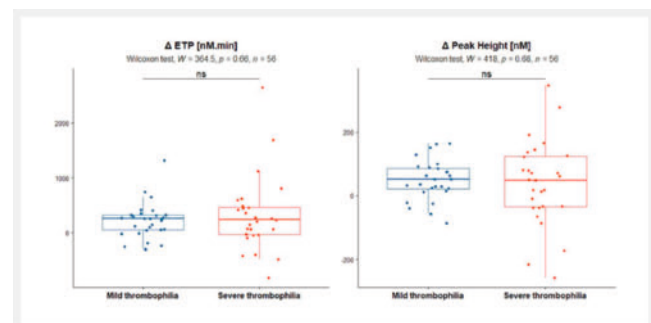 Δ ETP [nM.min]
Wilcoxon test, W = 364.5, p = 0.66, n = 56
ns
2000
1000
0
Mild thrombophilia
Severe thrombophilia
Δ Peak Height [nM]
Wilcoxon test, W = 418, p = 0.68, n = 56
ns
200
0
-200
Mild thrombophilia
Severe thrombophilia